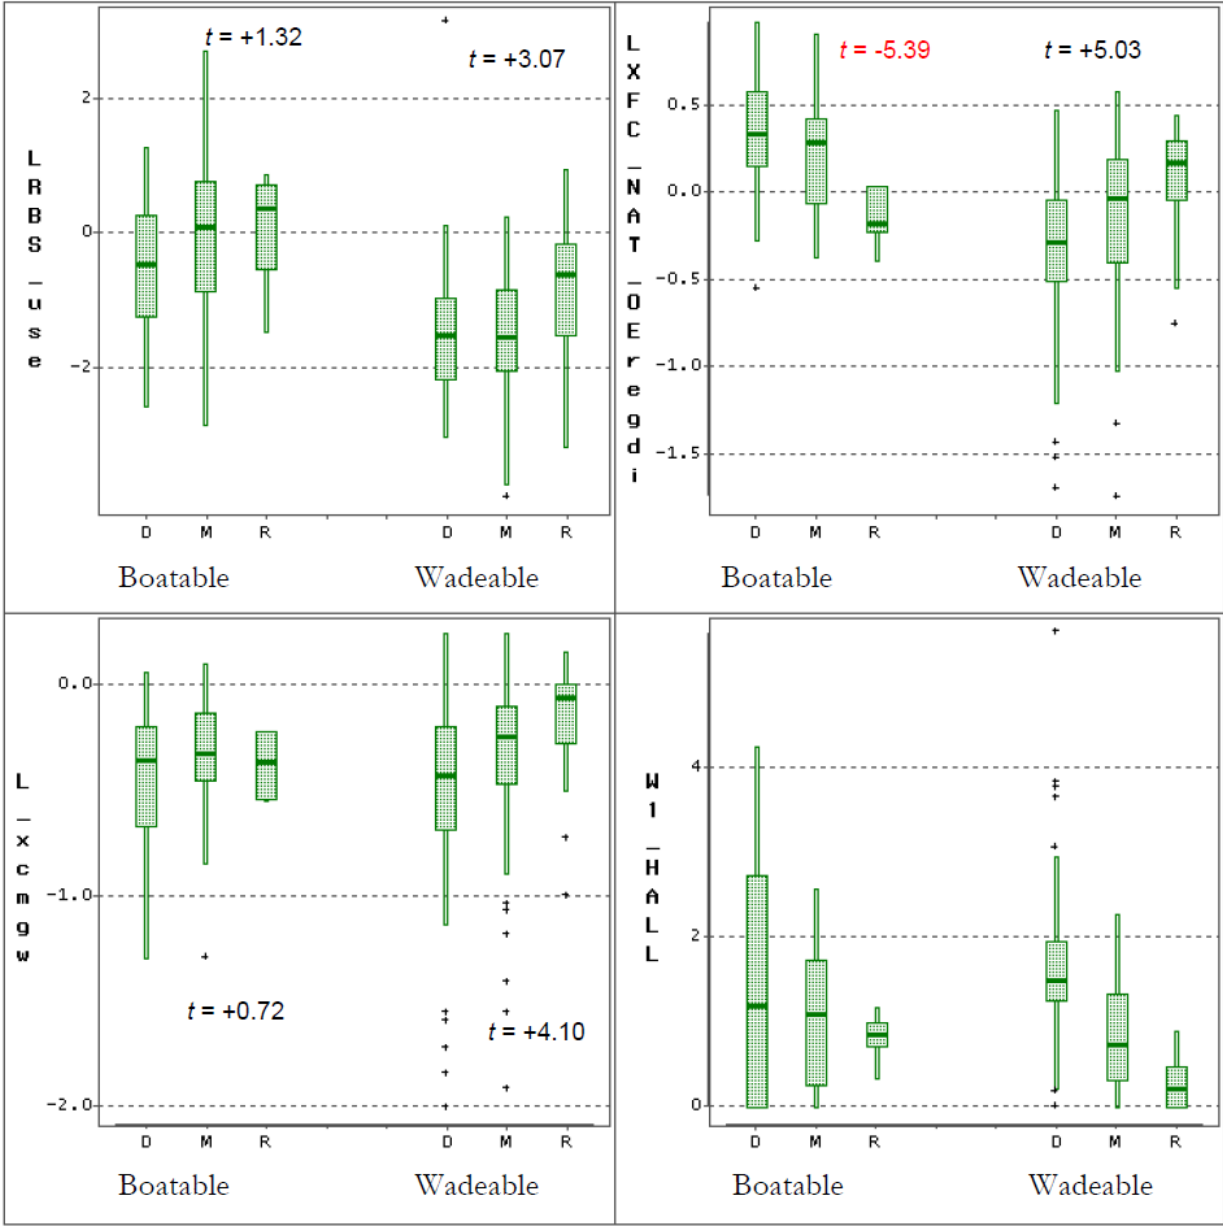 LRBS_use
t = +1.32
t = +3.07
2
0
-2
D M R D M R
Boatable Wadeable
LXFC_NAT_OEregdi
t = -5.39
t = +5.03
0.5
0.0
-0.5
-1.0
-1.5
D M R D M R
Boatable Wadeable
L_xcmgw
0.0
-1.0
-2.0
t = +0.72
t = +4.10
D M R D M R
Boatable Wadeable
W1_HALL
4
2
0
D M R D M R
Boatable Wadeable